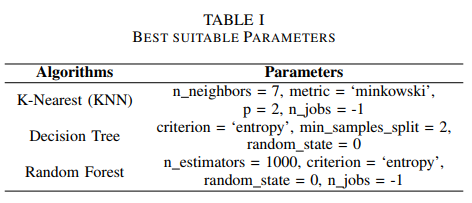 TABLE I
BEST SUITABLE PARAMETERS
Algorithms Parameters
K-Nearest (KNN) n_neighbors = 7, metric = ‘minkowski’,
p = 2, n_jobs = -1
Decision Tree criterion = ‘entropy’, min_samples_split = 2,
random_state = 0
Random Forest n_estimators = 1000, criterion = ‘entropy’,
random_state = 0, n_jobs = -1